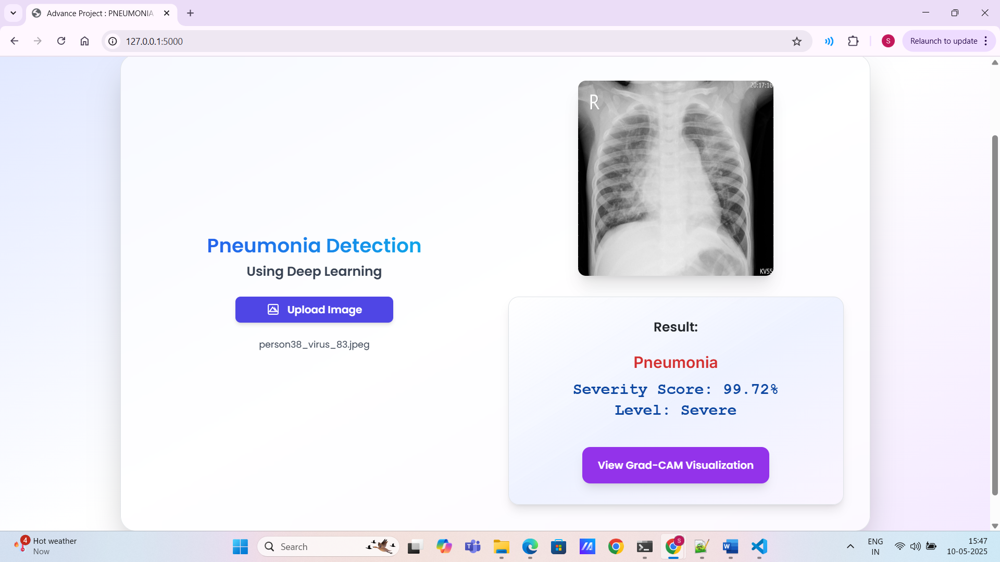 Advance Project : PNEUMONIA
127.0.0.1:5000
S
Relaunch to update
Pneumonia Detection
Using Deep Learning
Upload Image
person38_virus_83.jpeg
R
20:17:16
KV55
Result:
Pneumonia
Severity Score: 99.72%
Level: Severe
View Grad-CAM Visualization
4
Hot weather
Now
Search
T
S
W
ENG
IN
15:47
10-05-2025